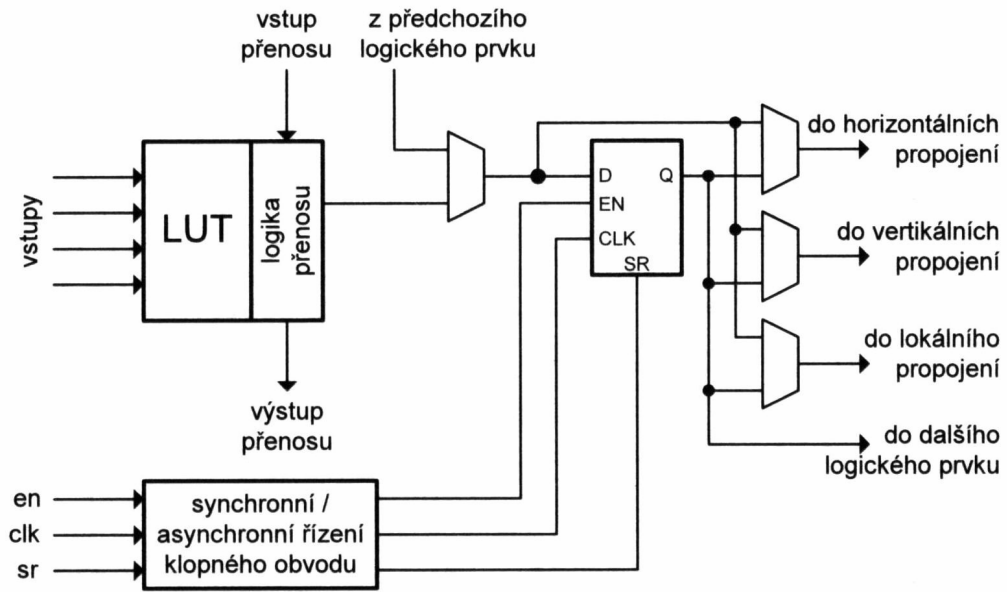 vstup
přenosu
z předchozího
logického prvku
do horizontálních
propojení
vstupy
LUT
logika
přenosu
D
Q
EN
CLK
SR
do vertikálních
propojení
do lokálního
propojení
výstup
přenosu
do dalšího
logického prvku
en
clk
sr
synchronní /
asynchronní řízení
klopného obvodu